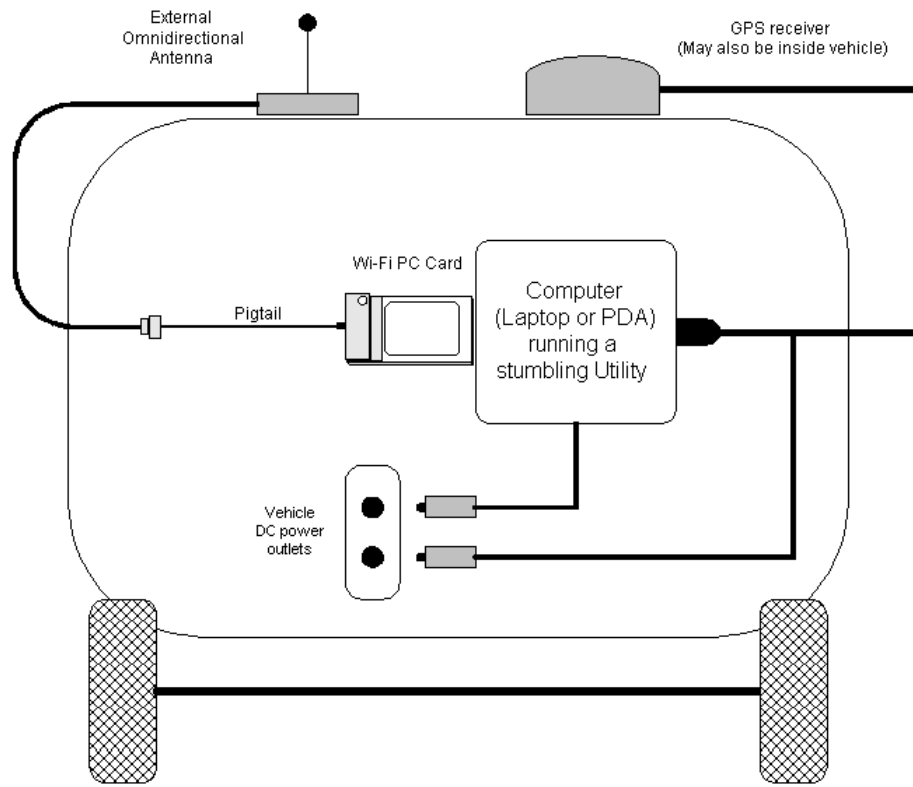 External
Omnidirectional
Antenna
GPS receiver
(May also be inside vehicle)
Wi-Fi PC Card
Pigtail
Computer
(Laptop or PDA)
running a
stumbling Utility
Vehicle
DC power
outlets